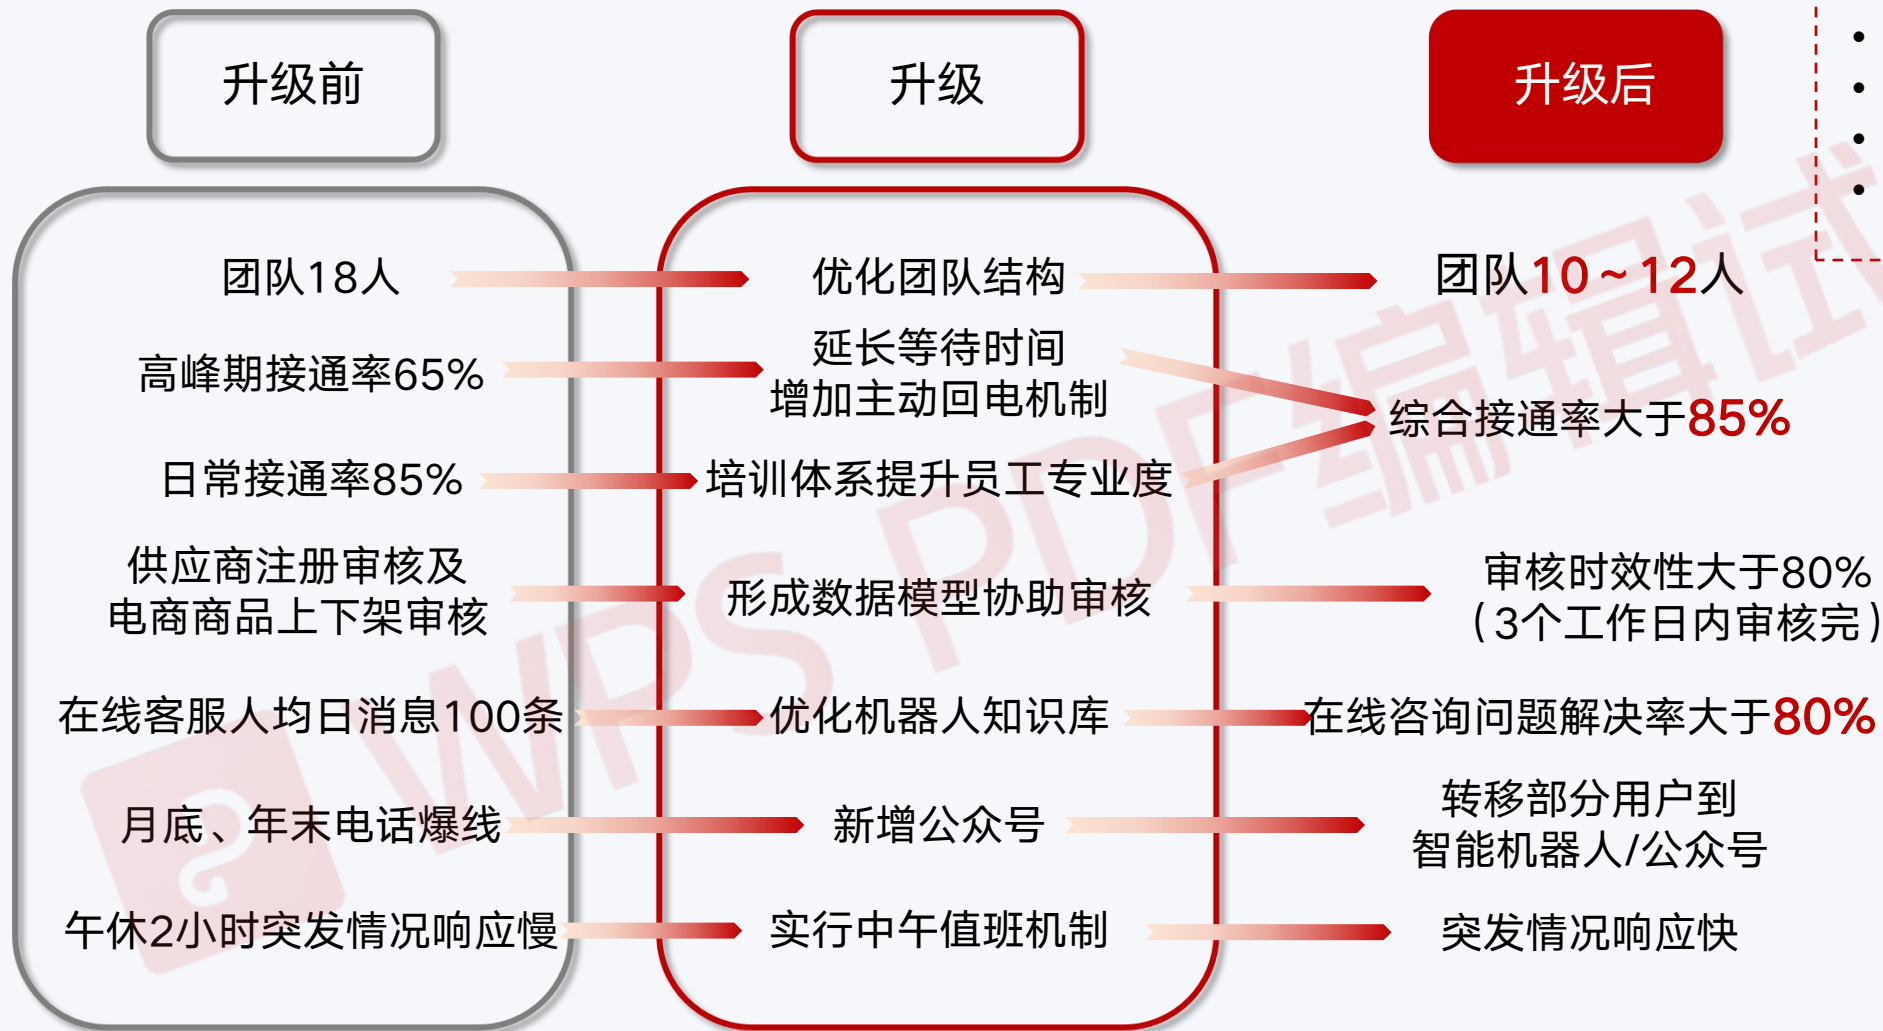 升级前
升级
升级后
团队18人
优化团队结构
团队10~12人
高峰期接通率65%
延长等待时间
增加主动回电机制
综合接通率大于85%
日常接通率85%
培训体系提升员工专业度
供应商注册审核及
电商商品上下架审核
形成数据模型协助审核
审核时效性大于80%
(3个工作日内审核完)
在线客服人均日消息100条
优化机器人知识库
在线咨询问题解决率大于80%
月底、年末电话爆线
新增公众号
转移部分用户到
智能机器人/公众号
午休2小时突发情况响应慢
实行中午值班机制
突发情况响应快
WPS PDF编辑试